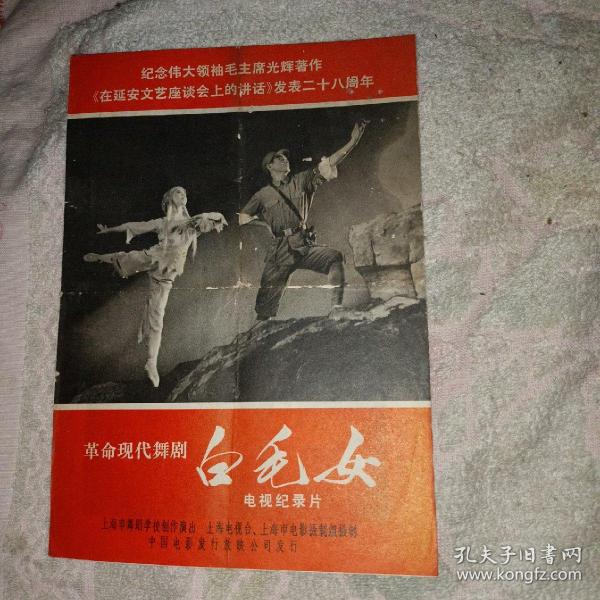 纪念伟大领袖毛主席光辉著作
《在延安文艺座谈会上的讲话》发表二十八周年
革命现代舞剧
白毛女
电视纪录片
上海市舞蹈学校创作演出 上海电视台、上海市电影摄制组摄制
中国电影发行放映公司发行
孔夫子旧书网
www.kongfz.com